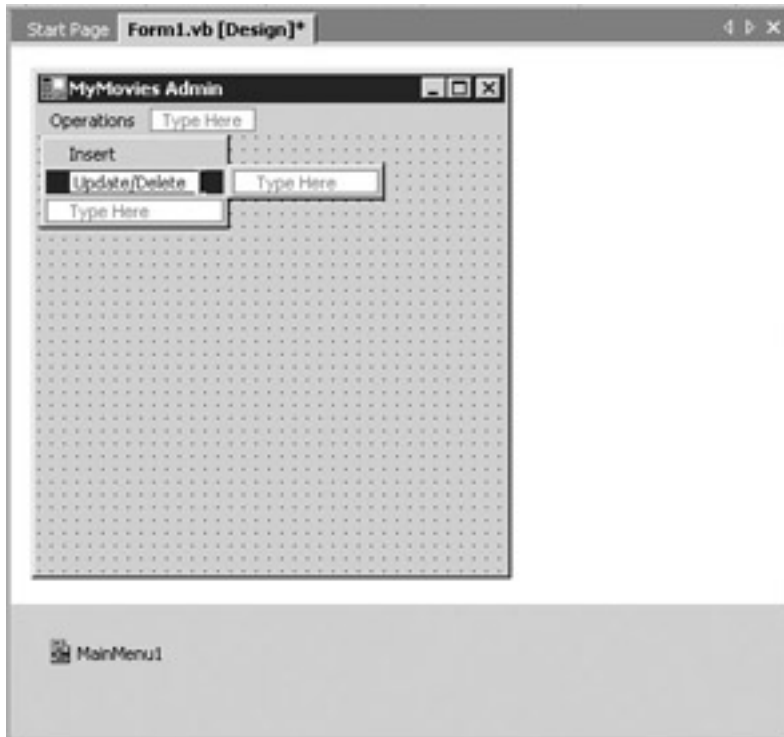 Start Page Form1.vb [Design]*
MyMovies Admin
Operations Type Here
Insert
Update/Delete Type Here
Type Here
MainMenu1